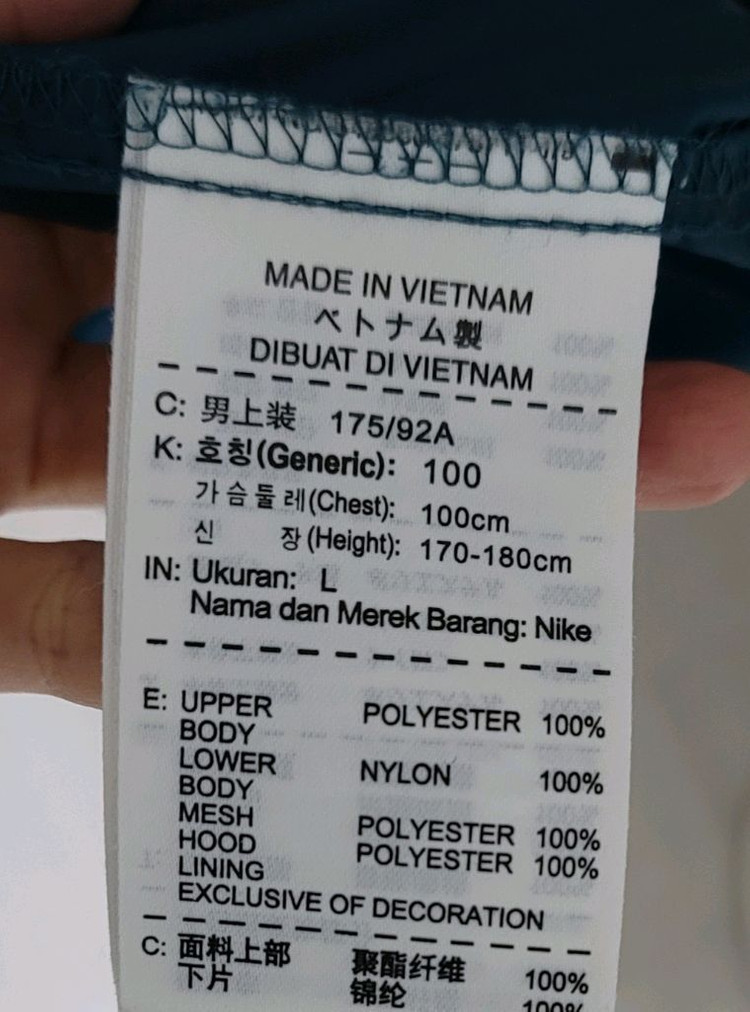 MADE IN VIETNAM
ベトナム製
DIBUAT DI VIETNAM
C: 男上装 175/92A
K: 호칭(Generic): 100
가슴둘레(Chest): 100cm
신 장(Height): 170-180cm
IN: Ukuran: L
Nama dan Merek Barang: Nike
E: UPPER POLYESTER 100%
BODY
LOWER NYLON 100%
BODY
MESH POLYESTER 100%
HOOD POLYESTER 100%
LINING
EXCLUSIVE OF DECORATION
C: 面料上部 聚酯纤维 100%
下片 锦纶 100%